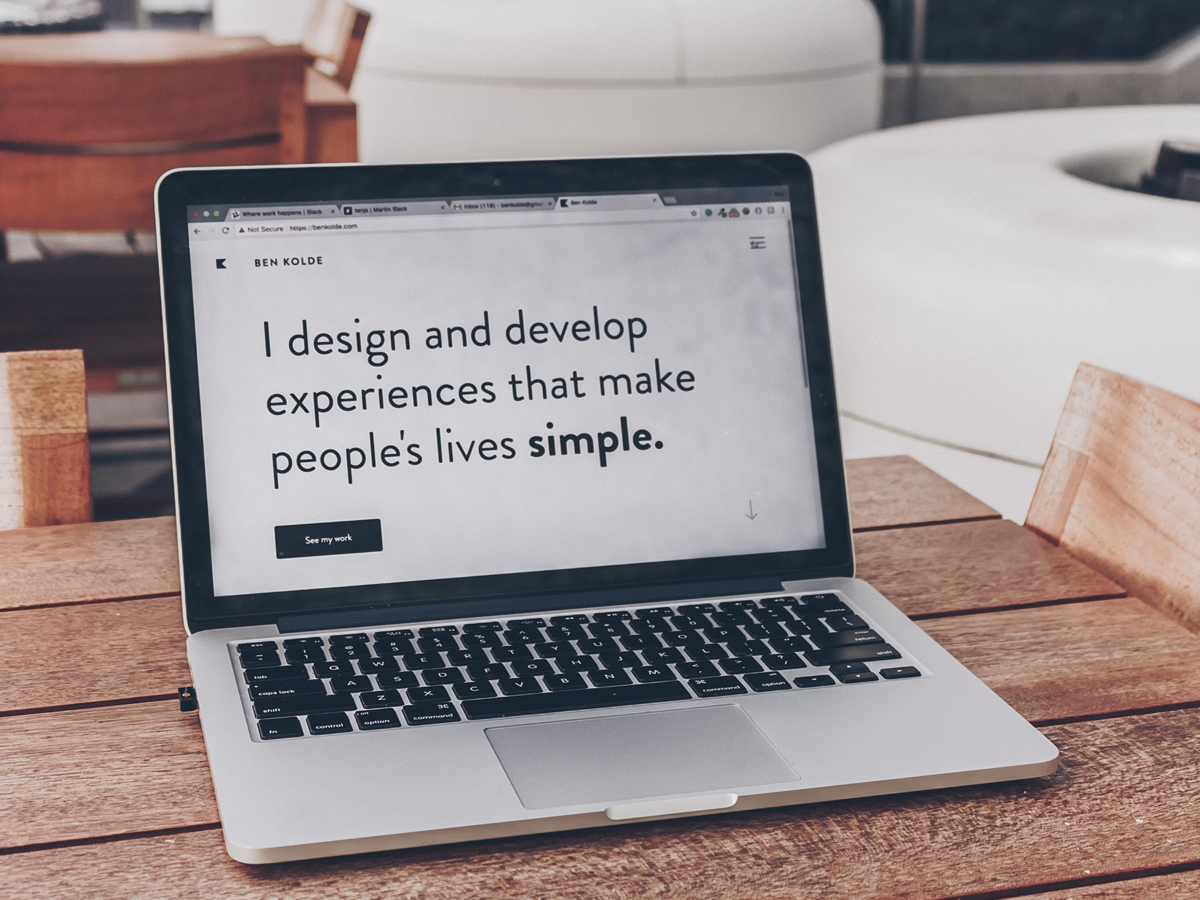 Where work happens | Slack
tanja | Martin Slack
Inbox (118) - benkolde@gm
Ben Kolde
Not Secure
https://benkolde.com
BEN KOLDE
I design and develop
experiences that make
people's lives simple.
See my work
Q W E R T Y U I O P
tab
A S D F G H J K L
caps lock
Z X C V B N M
shift
return
shift
fn control option command
command option